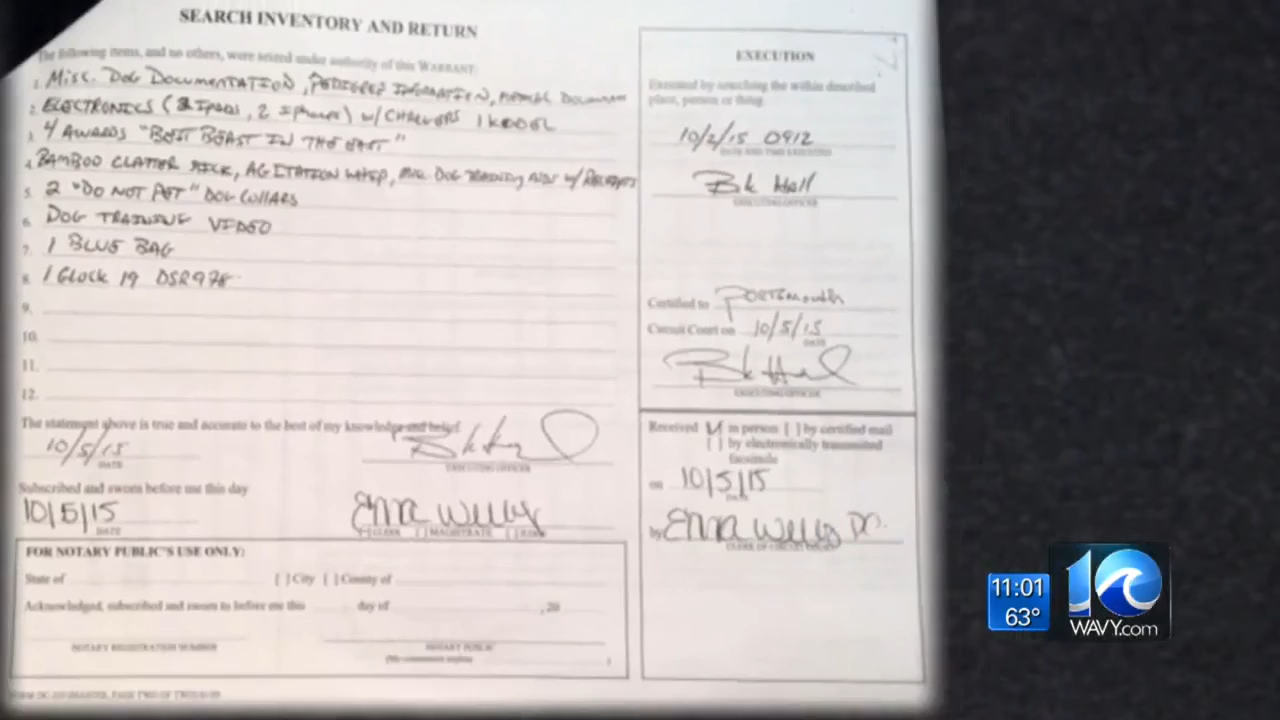 SEARCH INVENTORY AND RETURN
The following items, and no others, were seized under authority of this WARRANT:
1. MISC. DOG DOCUMENTATION, PEDIGREE INFORMATION, MEDICAL DOCUMENTS
2. ELECTRONICS ( IPADS, 2 IPHONES) W/ CHARGERS 1 KINDLE
3. 4 AWARDS "BEST BEAST IN THE EAST"
4. BAMBOO CLATTER STICK, AGITATION WHIP, MISC. DOG TRAINING AIDS W/ RECEIPTS
5. 2 "DO NOT PET" DOG COLLARS
6. DOG TRAINING VIDEO
7. 1 BLUE BAG
8. 1 GLOCK 19 DSR978
9.
10.
11.
12.
The statement above is true and accurate to the best of my knowledge and belief.
10/5/15
DATE
EXECUTING OFFICER
Subscribed and sworn before me this day
10/5/15
DATE
[ ] CLERK [ ] MAGISTRATE [ ] JUDGE
FOR NOTARY PUBLIC'S USE ONLY:
State of [ ] City [ ] County of
Acknowledged, subscribed and sworn to before me this day of , 20
NOTARY REGISTRATION NUMBER NOTARY PUBLIC
(My commission expires )
EXECUTION
Executed by searching the within described
place, person or thing.
10/2/15 0912
DATE AND TIME EXECUTED
BK Hall
EXECUTING OFFICER
Certified to PORTSMOUTH
Circuit Court on 10/5/15
DATE
EXECUTING OFFICER
Received [✓] in person [ ] by certified mail
[ ] by electronically transmitted
facsimile
on 10/5/15
DATE
by Wells
CLERK OF CIRCUIT COURT
11:01
63°
10
WAVY.com